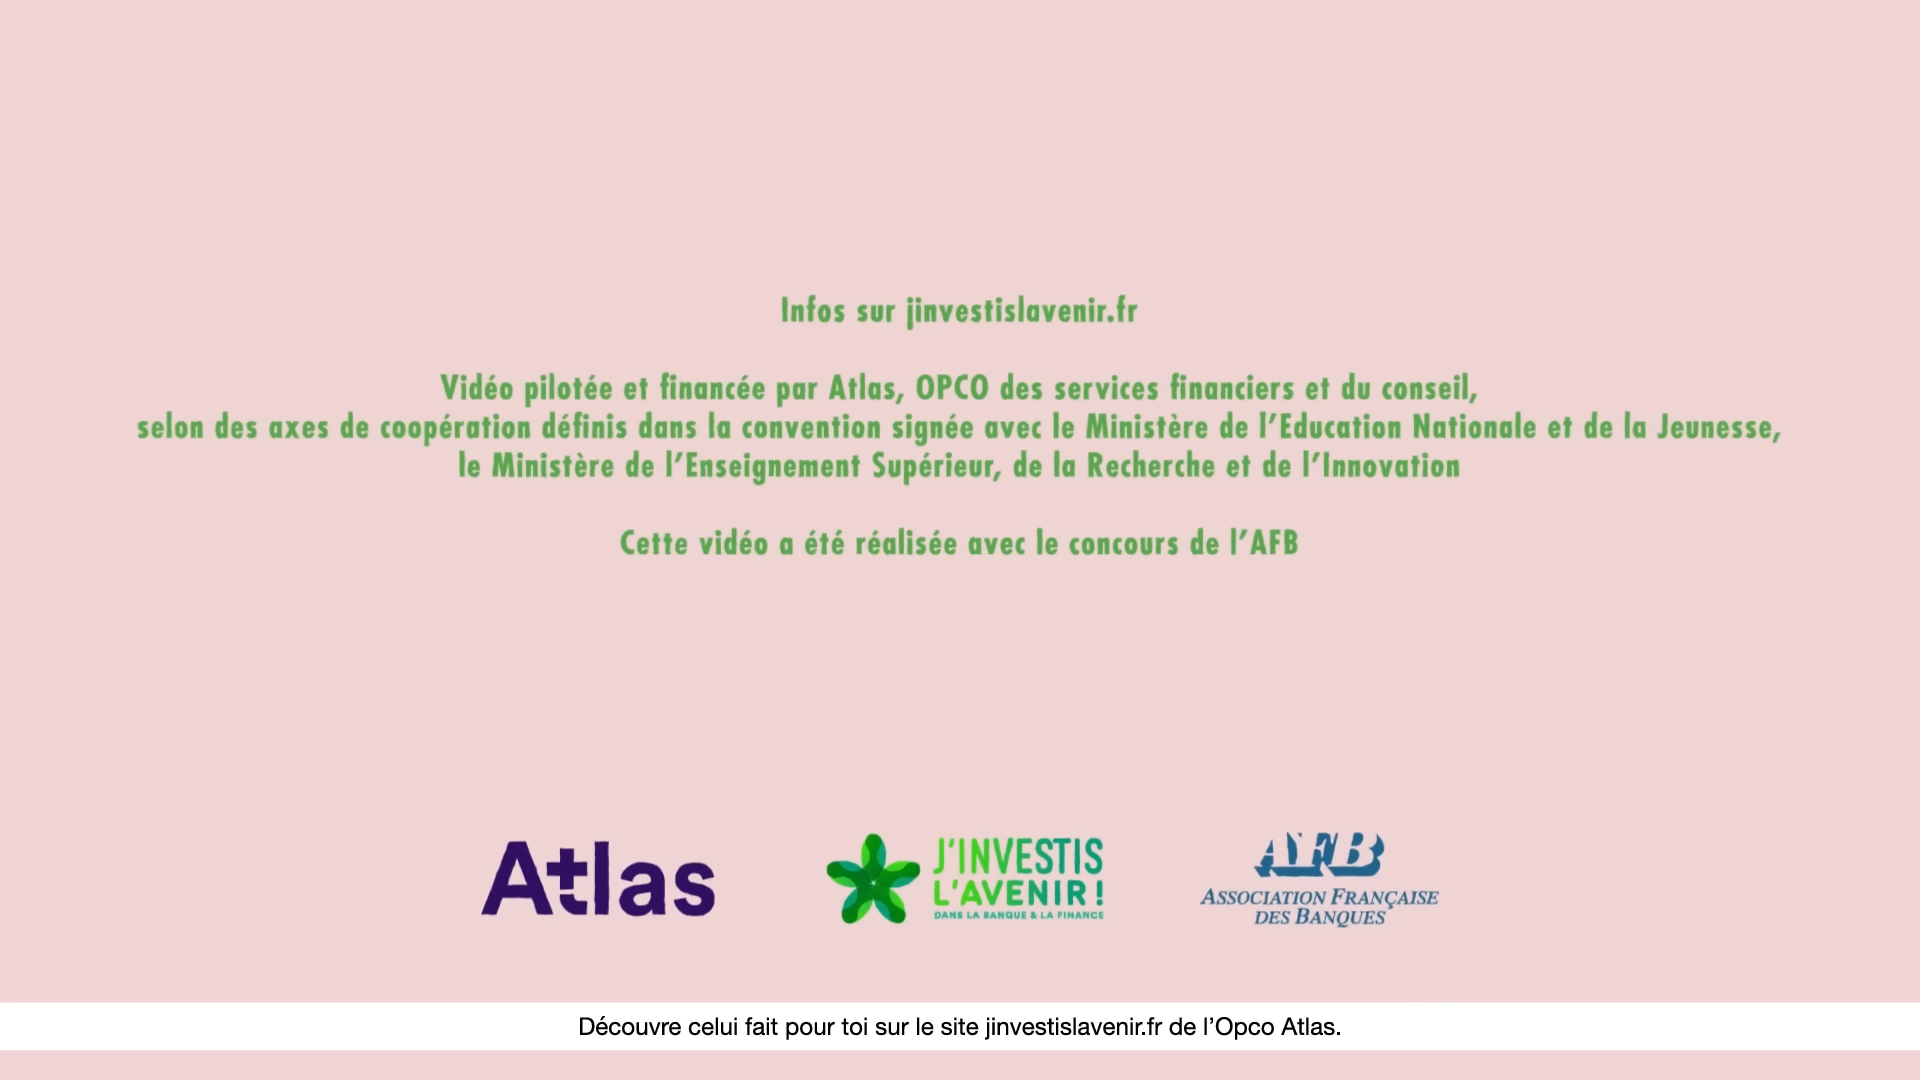 Infos sur jinvestislavenir.fr
Vidéo pilotée et financée par Atlas, OPCO des services financiers et du conseil,
selon des axes de coopération définis dans la convention signée avec le Ministère de l’Education Nationale et de la Jeunesse,
le Ministère de l’Enseignement Supérieur, de la Recherche et de l’Innovation
Cette vidéo a été réalisée avec le concours de l’AFB
Atlas
J’INVESTIS
L’AVENIR !
DANS LA BANQUE & LA FINANCE
AFB
ASSOCIATION FRANÇAISE
DES BANQUES
Découvre celui fait pour toi sur le site jinvestislavenir.fr de l’Opco Atlas.